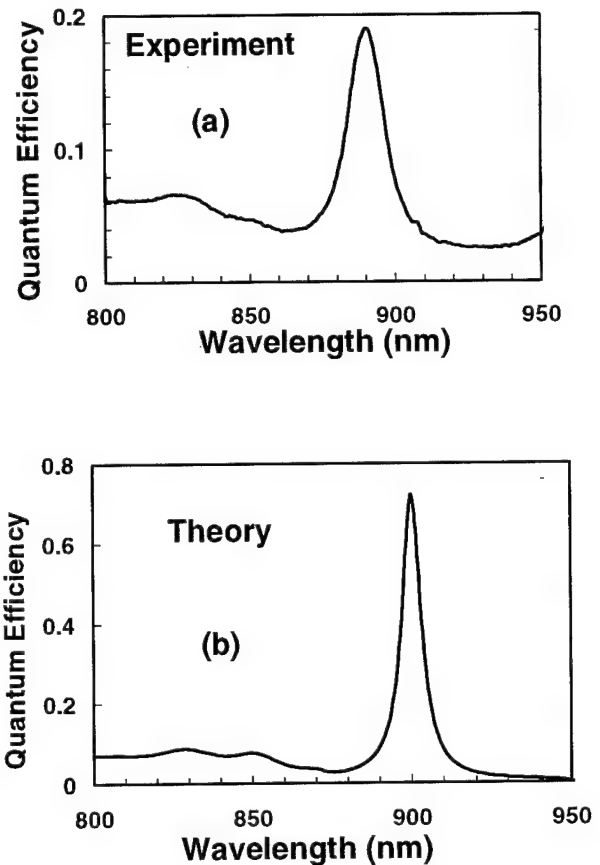 Quantum Efficiency
0.2
0.1
0
Experiment
(a)
800
850
900
950
Wavelength (nm)
Quantum Efficiency
0.8
0.6
0.4
0.2
0
Theory
(b)
800
850
900
950
Wavelength (nm)